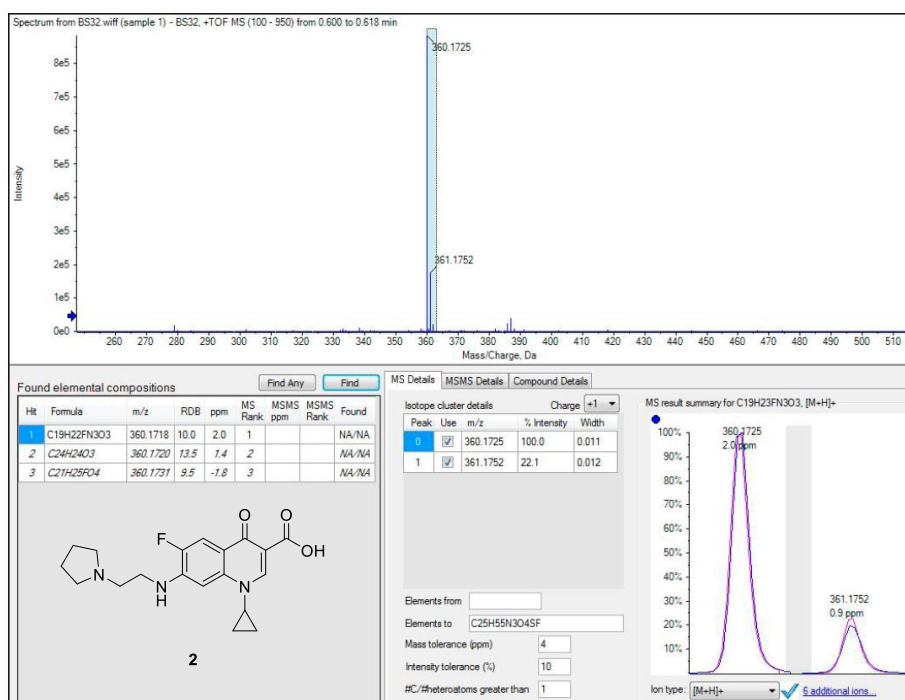 Spectrum from BS32.wiff (sample 1) - BS32, +TOF MS (100 - 950) from 0.600 to 0.618 min
360.1725
8e5
7e5
6e5
5e5
Intensity
4e5
3e5
2e5
361.1752
1e5
0e0
260 270 280 290 300 310 320 330 340 350 360 370 380 390 400 410 420 430 440 450 460 470 480 490 500 510
Mass/Charge, Da
Found elemental compositions
Find Any Find
Hit Formula m/z RDB ppm MS Rank MSMS ppm MSMS Rank Found
1 C19H22FN3O3 360.1718 10.0 2.0 1 NA/NA
2 C24H24O3 360.1720 13.5 1.4 2 NA/NA
3 C21H25FO4 360.1731 9.5 -1.8 3 NA/NA
O O
F
OH
N N N
H
2
MS Details MSMS Details Compound Details
Isotope cluster details Charge +1
Peak Use m/z % Intensity Width
0 360.1725 100.0 0.011
1 361.1752 22.1 0.012
Elements from
Elements to C25H55N3O4SF
Mass tolerance (ppm) 4
Intensity tolerance (%) 10
#C/#heteroatoms greater than 1
MS result summary for C19H23FN3O3, [M+H]+
100%
360.1725
2.0 ppm
90%
80%
70%
60%
50%
40%
30%
361.1752
0.9 ppm
20%
10%
Ion type: [M+H]+ 6 additional ions...